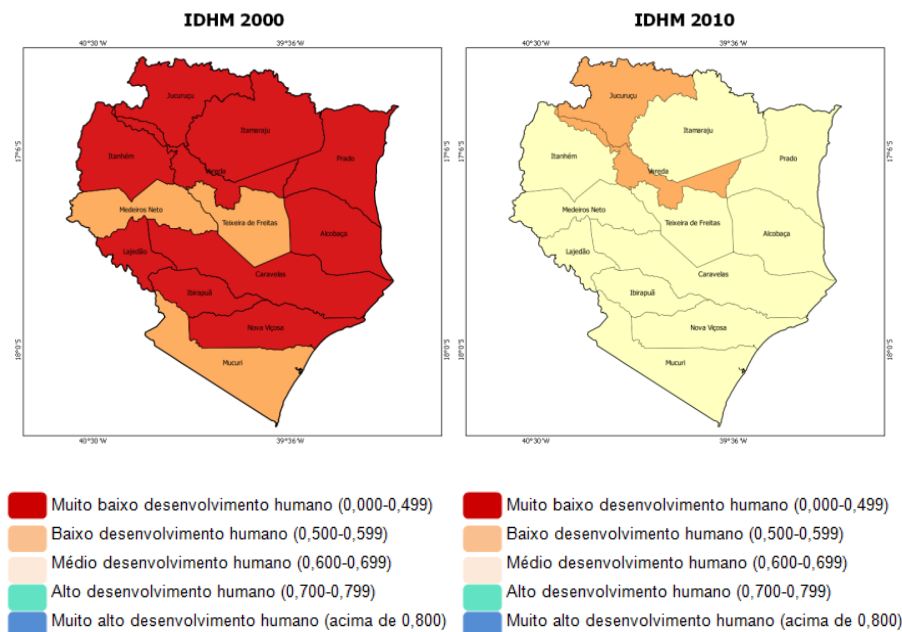 IDHM 2000
40°30 W
39°36 W
17°6'S
18°0'S
Jucuruçu
Itamaraju
Itanhém
Prado
Vereda
Medeiros Neto
Teixeira de Freitas
Alcobaça
Lajedão
Caravelas
Ibirapuã
Nova Viçosa
Mucuri
40°30 W
39°36 W
IDHM 2010
40°30 W
39°36 W
17°6'S
18°0'S
Jucuruçu
Itamaraju
Itanhém
Prado
Vereda
Medeiros Neto
Teixeira de Freitas
Alcobaça
Lajedão
Caravelas
Ibirapuã
Nova Viçosa
Mucuri
17°6'S
18°0'S
40°30 W
39°36 W
Muito baixo desenvolvimento humano (0,000-0,499)
Baixo desenvolvimento humano (0,500-0,599)
Médio desenvolvimento humano (0,600-0,699)
Alto desenvolvimento humano (0,700-0,799)
Muito alto desenvolvimento humano (acima de 0,800)
Muito baixo desenvolvimento humano (0,000-0,499)
Baixo desenvolvimento humano (0,500-0,599)
Médio desenvolvimento humano (0,600-0,699)
Alto desenvolvimento humano (0,700-0,799)
Muito alto desenvolvimento humano (acima de 0,800)